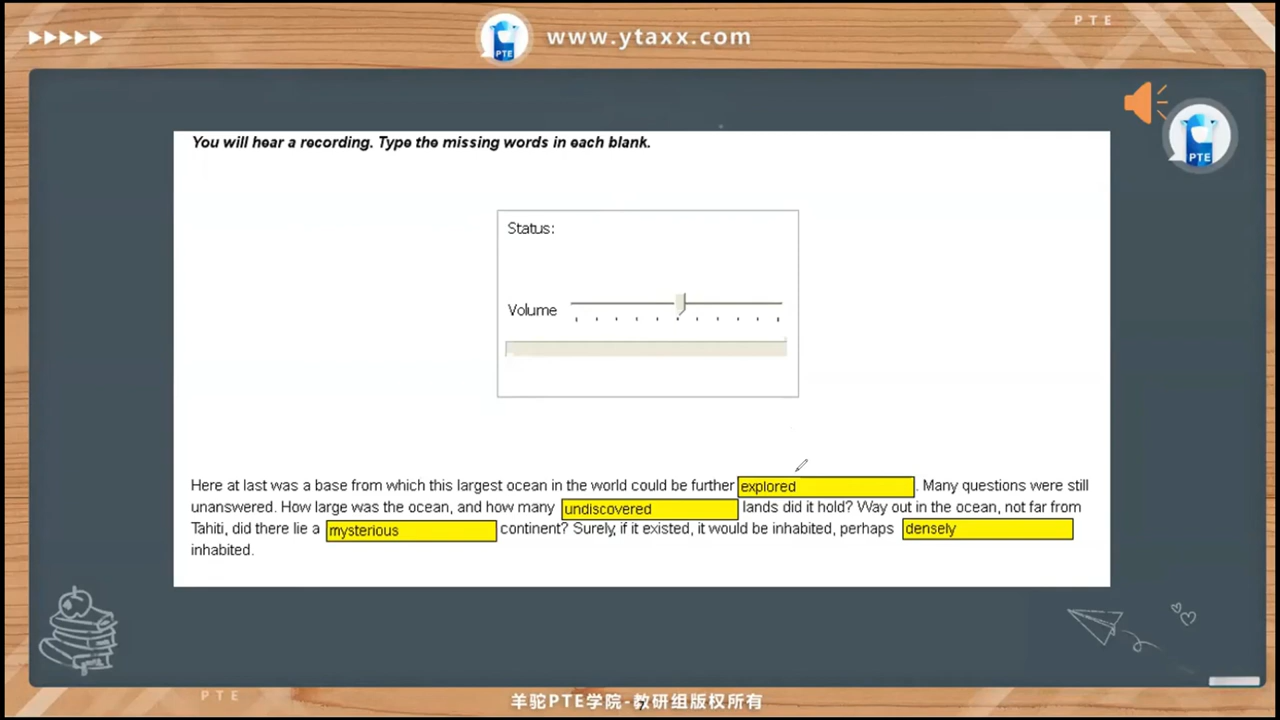 PTE
www.ytaxx.com
PTE
PTE
You will hear a recording. Type the missing words in each blank.
Status:
Volume
Here at last was a base from which this largest ocean in the world could be further explored . Many questions were still
unanswered. How large was the ocean, and how many undiscovered lands did it hold? Way out in the ocean, not far from
Tahiti, did there lie a mysterious continent? Surely, if it existed, it would be inhabited, perhaps densely
inhabited.
PTE
羊驼PTE学院-教研组版权所有